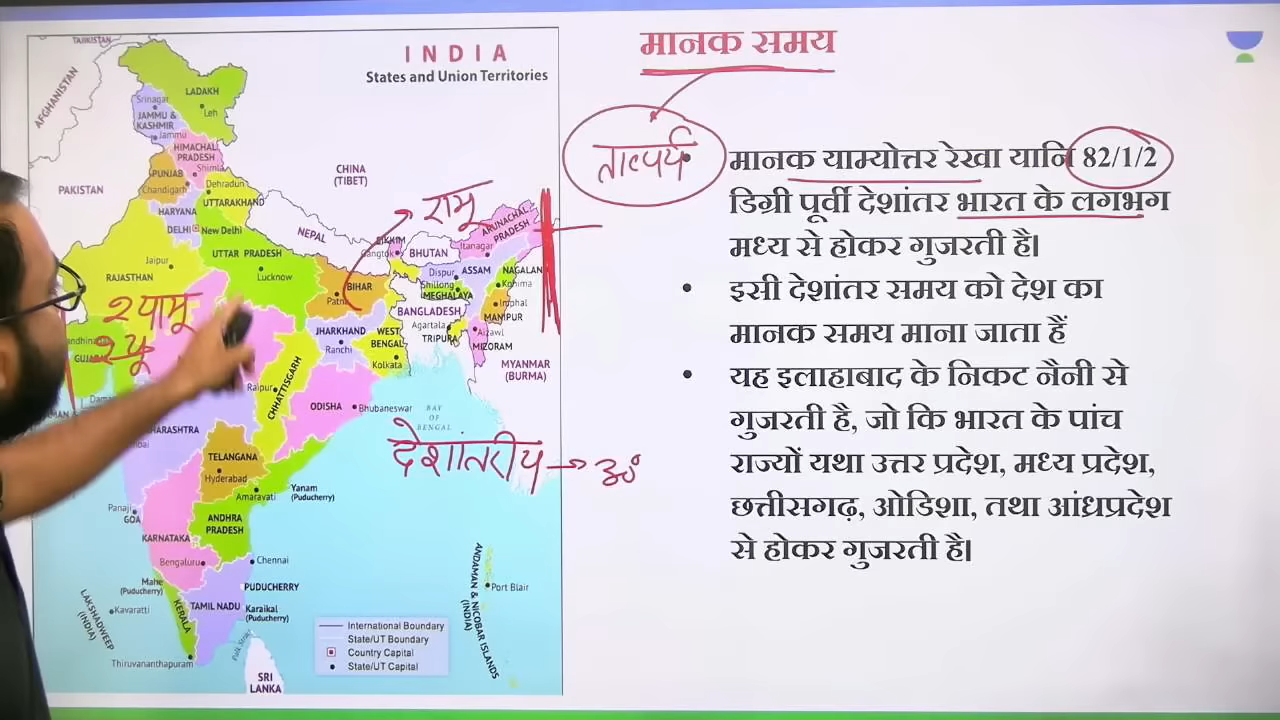 INDIA
States and Union Territories
TAJIKISTAN
AFGHANISTAN
PAKISTAN
CHINA
(TIBET)
LADAKH
Leh
Srinagar
JAMMU &
KASHMIR
Jammu
HIMACHAL
PRADESH
Shimla
PUNJAB
Chandigarh
Dehradun
UTTARAKHAND
HARYANA
DELHI
New Delhi
NEPAL
Jaipur
RAJASTHAN
UTTAR PRADESH
Lucknow
BIHAR
SIKKIM
BHUTAN
ARUNACHAL
PRADESH
Itanagar
Dispur
ASSAM
NAGALAN
Shillong
MEGHALAYA
Kohima
Imphal
MANIPUR
BANGLADESH
Agartala
TRIPURA
Aizawl
MIZORAM
MYANMAR
(BURMA)
JHARKHAND
Ranchi
WEST
BENGAL
Kolkata
Raipur
CHHATTISGARH
ODISHA
Bhubaneswar
BAY
OF
BENGAL
TELANGANA
Hyderabad
Amaravati
Yanam
(Puducherry)
Panaji
GOA
ANDHRA
PRADESH
KARNATAKA
Bengaluru
Chennai
Mahe
(Puducherry)
PUDUCHERRY
TAMIL NADU
Karaikal
(Puducherry)
KERALA
Kavaratti
LAKSHADWEEP
(INDIA)
Thiruvananthapuram
SRI
LANKA
ANDAMAN & NICOBAR ISLANDS
(INDIA)
Port Blair
International Boundary
State/UT Boundary
Country Capital
State/UT Capital
रामू
श्यामू
देशांतरीय → 30
मानक समय
तात्पर्य
• मानक याम्योत्तर रेखा यानि 82/1/2
डिग्री पूर्वी देशांतर भारत के लगभग
मध्य से होकर गुजरती है।
• इसी देशांतर समय को देश का
मानक समय माना जाता हैं
• यह इलाहाबाद के निकट नैनी से
गुजरती है, जो कि भारत के पांच
राज्यों यथा उत्तर प्रदेश, मध्य प्रदेश,
छत्तीसगढ़, ओडिशा, तथा आंध्रप्रदेश
से होकर गुजरती है।